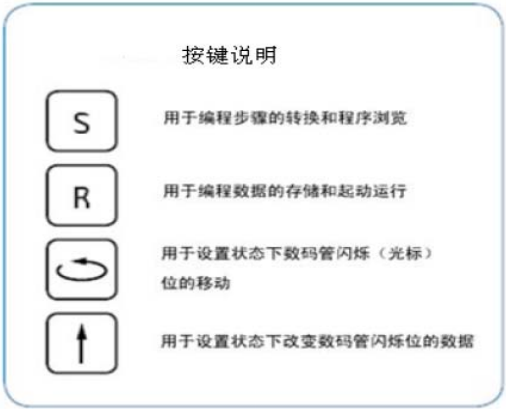 按键说明
S
用于编程步骤的转换和程序浏览
R
用于编程数据的存储和起动运行
用于设置状态下数码管闪烁（光标）
位的移动
用于设置状态下改变数码管闪烁位的数据